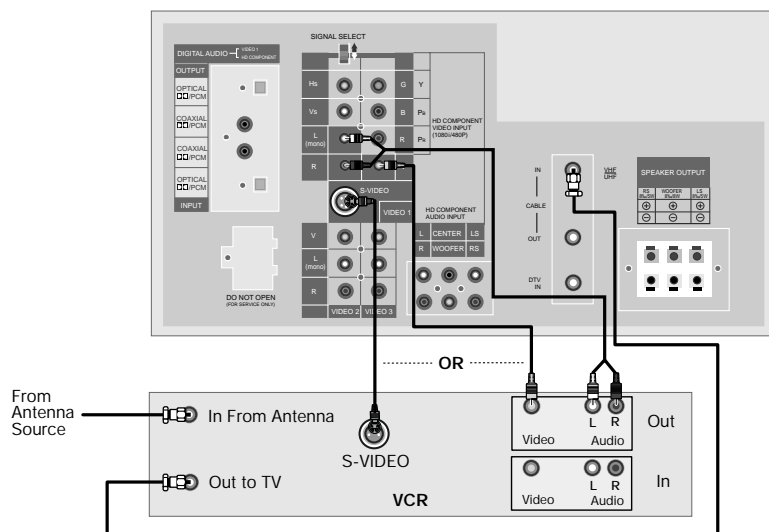 SIGNAL SELECT
DIGITAL AUDIO
VIDEO 1
HD COMPONENT
OUTPUT
OPTICAL
/PCM
COAXIAL
/PCM
COAXIAL
/PCM
OPTICAL
/PCM
INPUT
Hs
G
Y
Vs
B
PB
L
(mono)
R
PR
R
HD COMPONENT
VIDEO INPUT
(1080i/480P)
S-VIDEO
VIDEO 1
HD COMPONENT
AUDIO INPUT
L CENTER LS
R WOOFER RS
V
L
(mono)
R
VIDEO 2 VIDEO 3
DO NOT OPEN
(FOR SERVICE ONLY)
IN
VHF
UHF
CABLE
OUT
DTV
IN
SPEAKER OUTPUT
RS WOOFER LS
OR
From
Antenna
Source
In From Antenna
Out to TV
S-VIDEO
VCR
Video
L R
Audio
Out
Video
L R
Audio
In